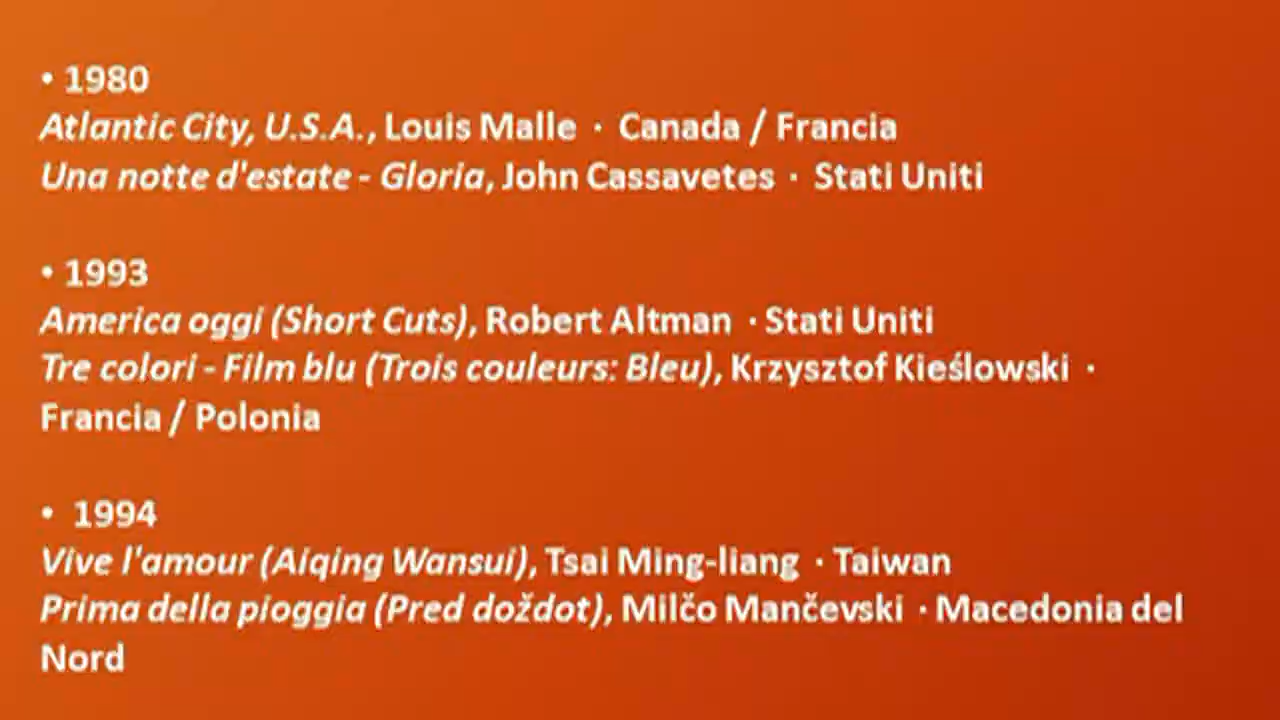 • 1980
Atlantic City, U.S.A., Louis Malle · Canada / Francia
Una notte d'estate - Gloria, John Cassavetes · Stati Uniti
• 1993
America oggi (Short Cuts), Robert Altman · Stati Uniti
Tre colori - Film blu (Trois couleurs: Bleu), Krzysztof Kieślowski ·
Francia / Polonia
• 1994
Vive l'amour (Aiqing Wansui), Tsai Ming-liang · Taiwan
Prima della pioggia (Pred doždot), Milčo Mančevski · Macedonia del
Nord